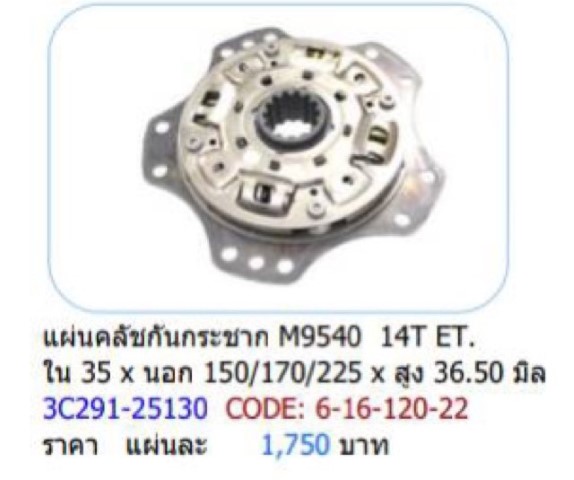 แผ่นคลัชกันกระชาก M9540 14T ET.
ใน 35 x นอก 150/170/225 x สูง 36.50 มิล
3C291-25130 CODE: 6-16-120-22
ราคา แผ่นละ 1,750 บาท